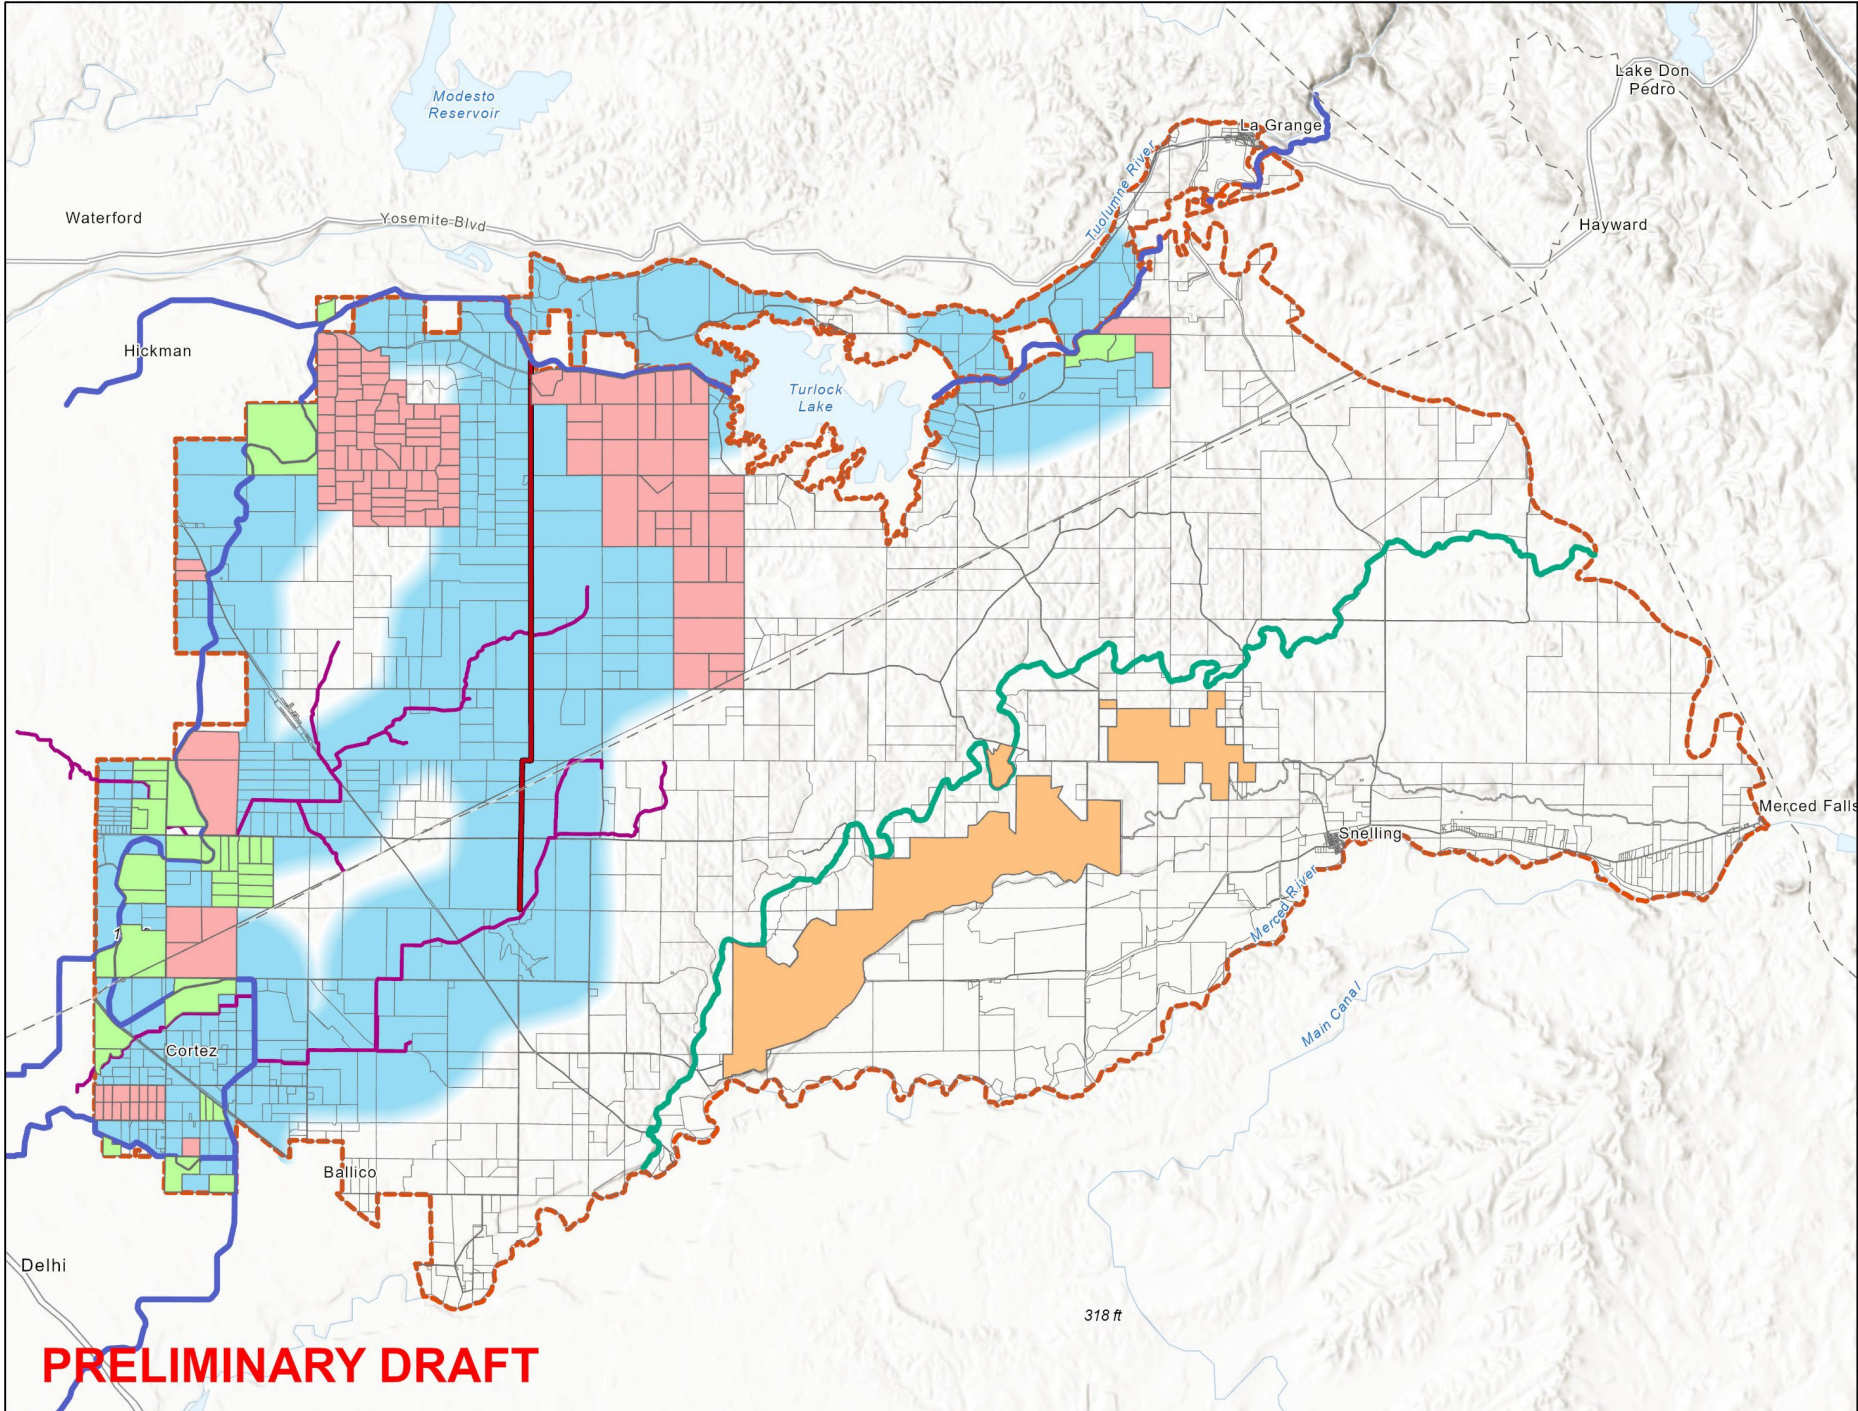 Lake Don
Pedro
Modesto
Reservoir
La Grange
Tuolumne River
Waterford
Yosemite Blvd
Hayward
Hickman
Turlock
Lake
Merced Falls
Snelling
Merced River
Main Canal
Cortez
Ballico
Delhi
318 ft
PRELIMINARY DRAFT